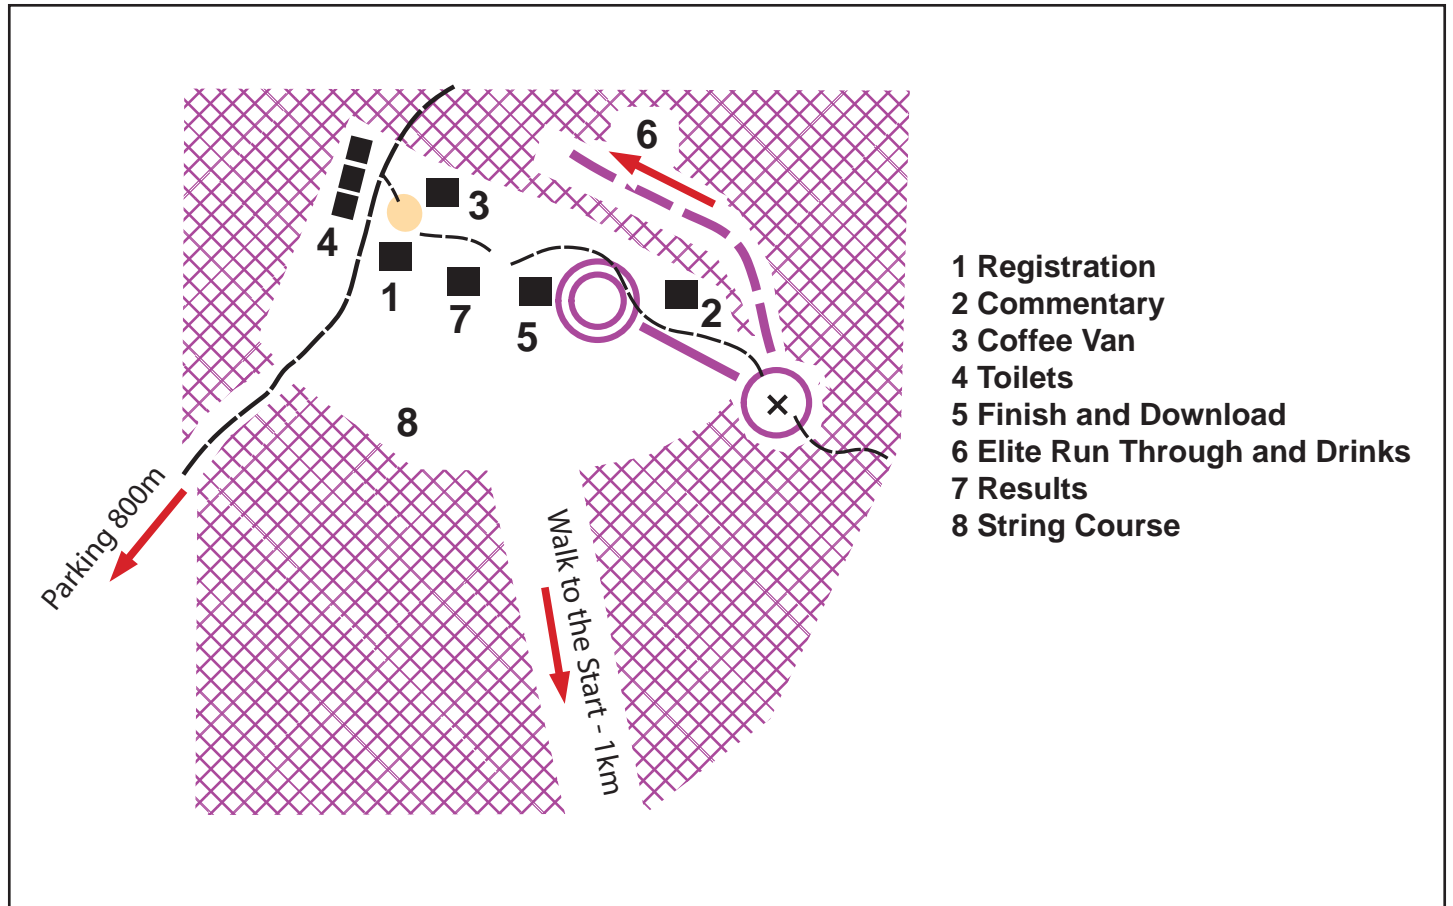 6
3
4
1
7
5
2
8
Parking 800m
Walk to the Start - 1km
1 Registration
2 Commentary
3 Coffee Van
4 Toilets
5 Finish and Download
6 Elite Run Through and Drinks
7 Results
8 String Course